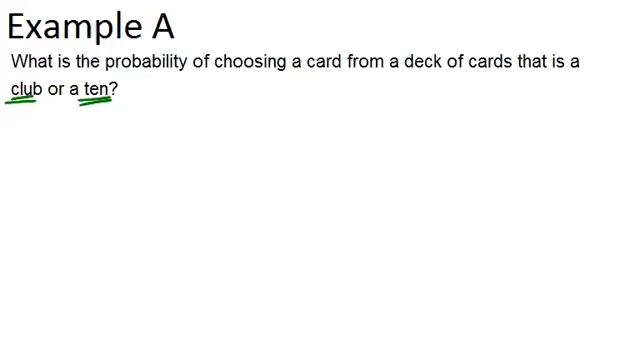 Example A
What is the probability of choosing a card from a deck of cards that is a
club or a ten?